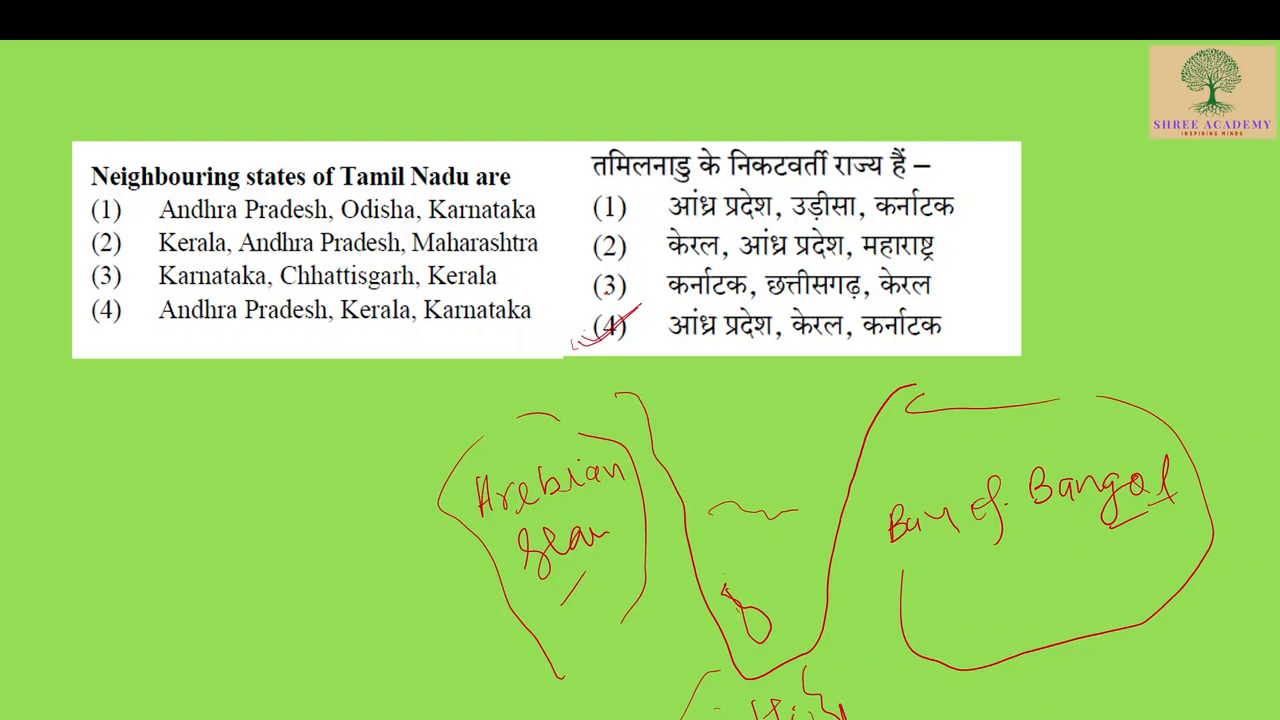 SHREE ACADEMY
INSPIRING MINDS
Neighbouring states of Tamil Nadu are
(1) Andhra Pradesh, Odisha, Karnataka
(2) Kerala, Andhra Pradesh, Maharashtra
(3) Karnataka, Chhattisgarh, Kerala
(4) Andhra Pradesh, Kerala, Karnataka
तमिलनाडु के निकटवर्ती राज्य हैं –
(1) आंध्र प्रदेश, उड़ीसा, कर्नाटक
(2) केरल, आंध्र प्रदेश, महाराष्ट्र
(3) कर्नाटक, छत्तीसगढ़, केरल
(4) आंध्र प्रदेश, केरल, कर्नाटक
Arebian
Bay of Bangal